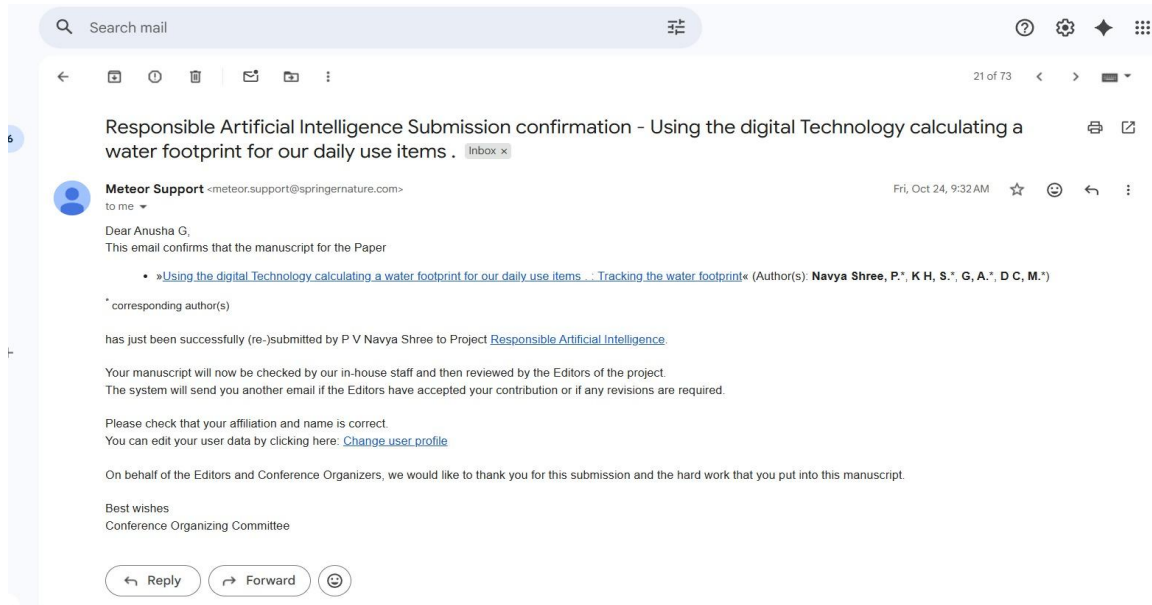 Search mail
21 of 73
Responsible Artificial Intelligence Submission confirmation - Using the digital Technology calculating a
water footprint for our daily use items . Inbox ×
Meteor Support <meteor.support@springernature.com>
Fri, Oct 24, 9:32 AM
to me
Dear Anusha G,
This email confirms that the manuscript for the Paper
• »Using the digital Technology calculating a water footprint for our daily use items . : Tracking the water footprint« (Author(s): Navya Shree, P.*, K H, S.*, G, A.*, D C, M.*)
* corresponding author(s)
has just been successfully (re-)submitted by P V Navya Shree to Project Responsible Artificial Intelligence.
Your manuscript will now be checked by our in-house staff and then reviewed by the Editors of the project.
The system will send you another email if the Editors have accepted your contribution or if any revisions are required.
Please check that your affiliation and name is correct.
You can edit your user data by clicking here: Change user profile
On behalf of the Editors and Conference Organizers, we would like to thank you for this submission and the hard work that you put into this manuscript.
Best wishes
Conference Organizing Committee
Reply
Forward